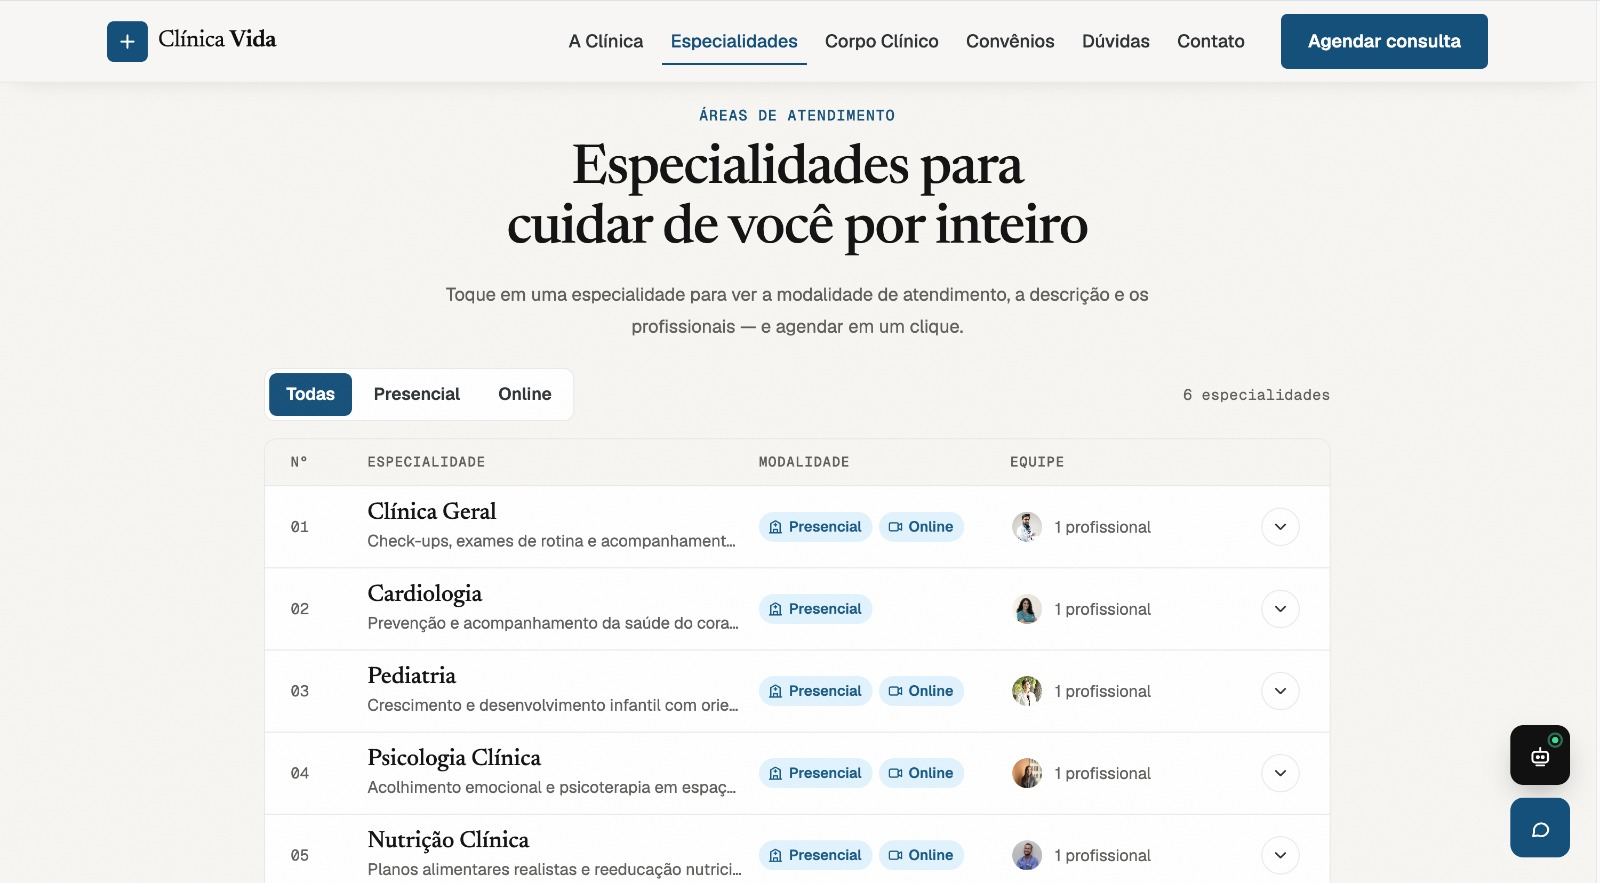 Clínica Vida
A Clínica
Especialidades
Corpo Clínico
Convênios
Dúvidas
Contato
Agendar consulta
ÁREAS DE ATENDIMENTO
Especialidades para
cuidar de você por inteiro
Toque em uma especialidade para ver a modalidade de atendimento, a descrição e os
profissionais — e agendar em um clique.
Todas
Presencial
Online
6 especialidades
Nº
ESPECIALIDADE
MODALIDADE
EQUIPE
01
Clínica Geral
Check-ups, exames de rotina e acompanhament...
Presencial
Online
1 profissional
02
Cardiologia
Prevenção e acompanhamento da saúde do cora...
Presencial
1 profissional
03
Pediatria
Crescimento e desenvolvimento infantil com orie...
Presencial
Online
1 profissional
04
Psicologia Clínica
Acolhimento emocional e psicoterapia em espaç...
Presencial
Online
1 profissional
05
Nutrição Clínica
Planos alimentares realistas e reeducação nutrici...
Presencial
Online
1 profissional